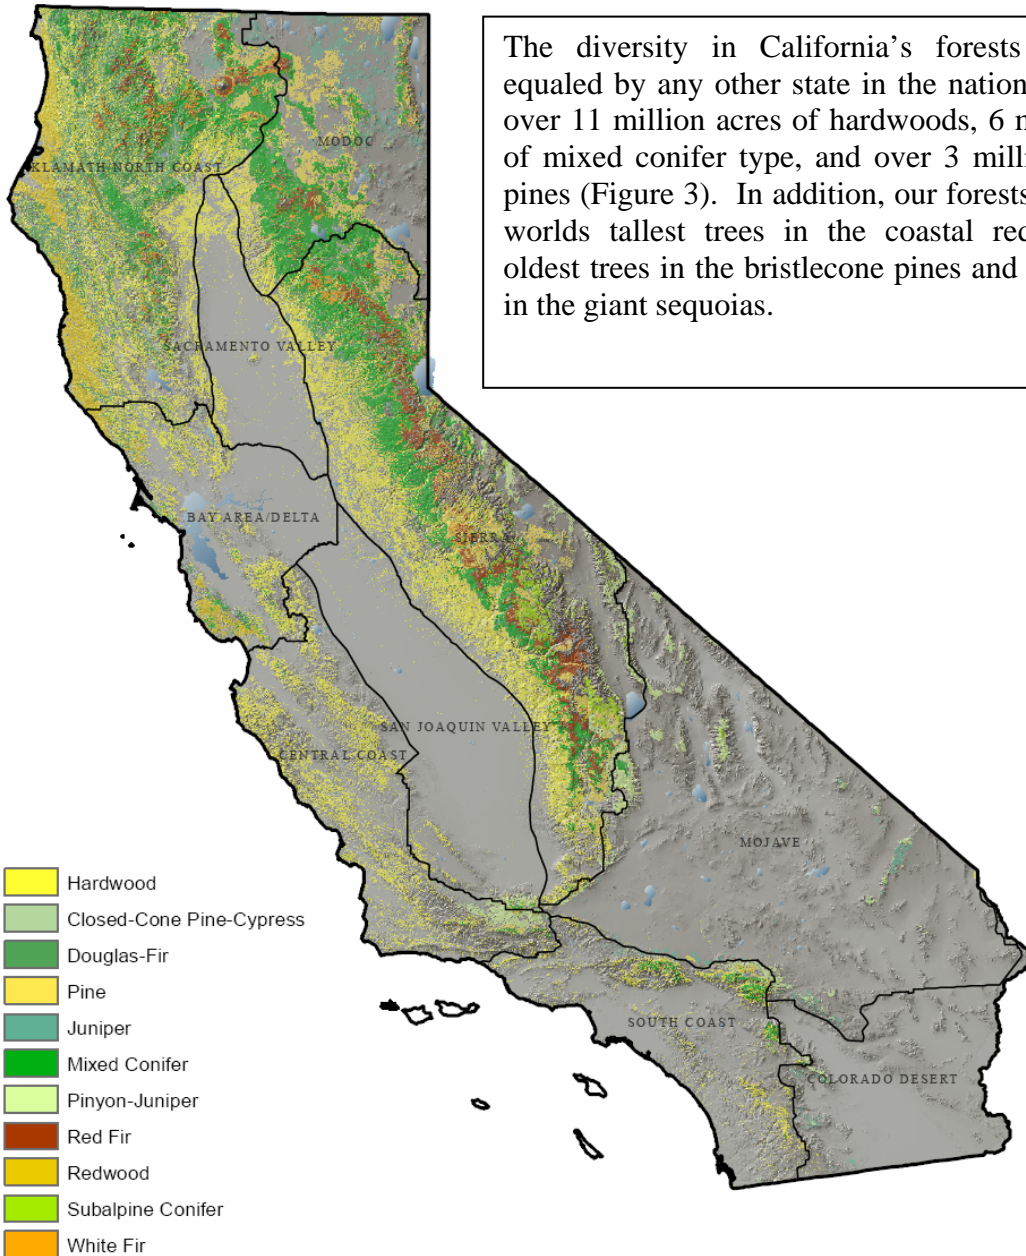 The diversity in California’s forests
equaled by any other state in the nation
over 11 million acres of hardwoods, 6 m
of mixed conifer type, and over 3 milli
pines (Figure 3). In addition, our forests
worlds tallest trees in the coastal red
oldest trees in the bristlecone pines and
in the giant sequoias.
MODOC
KLAMATH/NORTH COAST
SACRAMENTO VALLEY
BAY AREA/DELTA
SIERRA
SAN JOAQUIN VALLEY
CENTRAL COAST
MOJAVE
SOUTH COAST
COLORADO DESERT
Hardwood
Closed-Cone Pine-Cypress
Douglas-Fir
Pine
Juniper
Mixed Conifer
Pinyon-Juniper
Red Fir
Redwood
Subalpine Conifer
White Fir